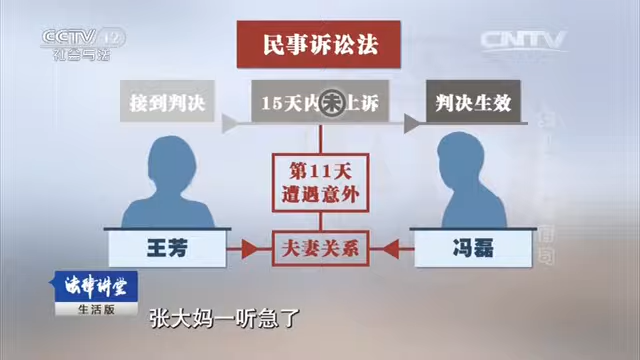 CCTV 12
社会与法
CNTV
民事诉讼法
接到判决
15天内未上诉
判决生效
第11天
遭遇意外
王芳
夫妻关系
冯磊
法律讲堂
生活版
张大妈一听急了